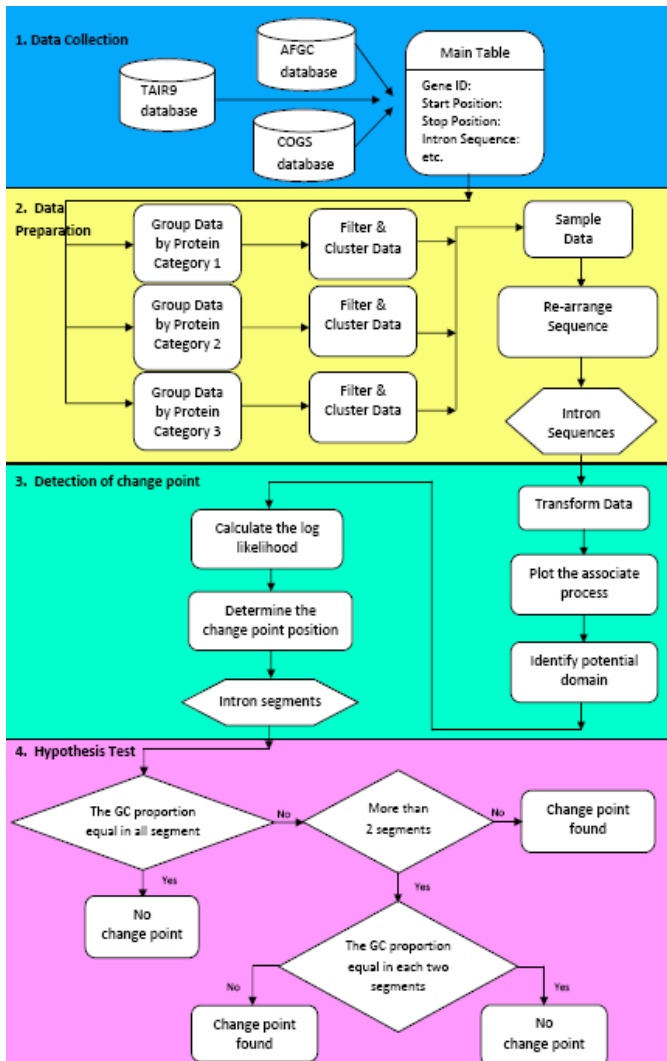 1. Data Collection
AFGC
database
TAIR9
database
COGS
database
Main Table
Gene ID:
Start Position:
Stop Position:
Intron Sequence:
etc.
2. Data
Preparation
Group Data
by Protein
Category 1
Filter &
Cluster Data
Group Data
by Protein
Category 2
Filter &
Cluster Data
Group Data
by Protein
Category 3
Filter &
Cluster Data
Sample
Data
Re-arrange
Sequence
Intron
Sequences
3. Detection of change point
Transform Data
Plot the associate
process
Identify potential
domain
Calculate the log
likelihood
Determine the
change point position
Intron segments
4. Hypothesis Test
The GC proportion
equal in all segment
No
More than
2 segments
No
Change point
found
Yes
No
change point
Yes
The GC proportion
equal in each two
segments
No
Change point
found
Yes
No
change point